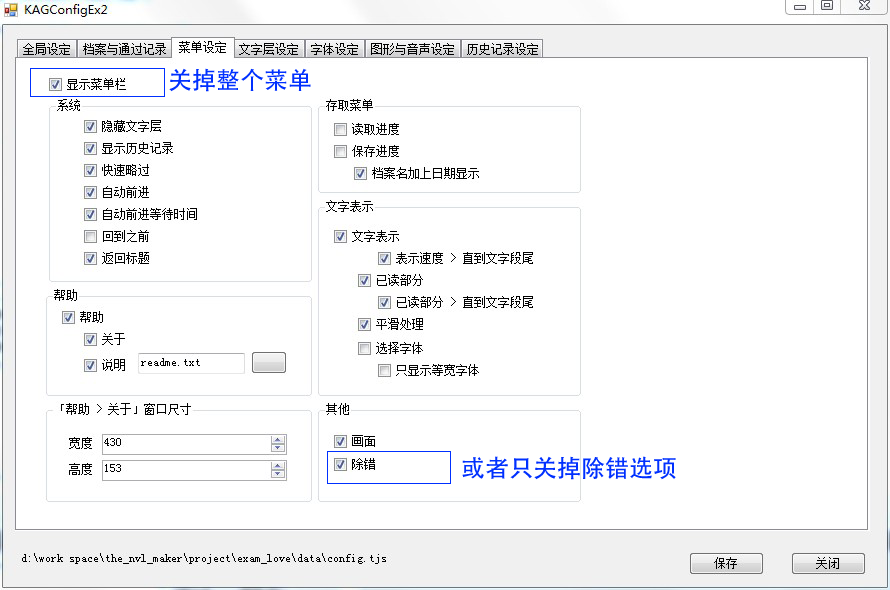 KAGConfigEx2
全局设定 档案与通过记录 菜单设定 文字层设定 字体设定 图形与音声设定 历史记录设定
显示菜单栏 关掉整个菜单
系统
隐藏文字层
显示历史记录
快速略过
自动前进
自动前进等待时间
回到之前
返回标题
帮助
帮助
关于
说明 readme.txt
「帮助 > 关于」窗口尺寸
宽度 430
高度 153
存取菜单
读取进度
保存进度
档案名加上日期显示
文字表示
文字表示
表示速度 > 直到文字段尾
已读部分
已读部分 > 直到文字段尾
平滑处理
选择字体
只显示等宽字体
其他
画面
除错 或者只关掉除错选项
d:\work space\the_nvl_maker\project\exam_love\data\config.tjs
保存 关闭